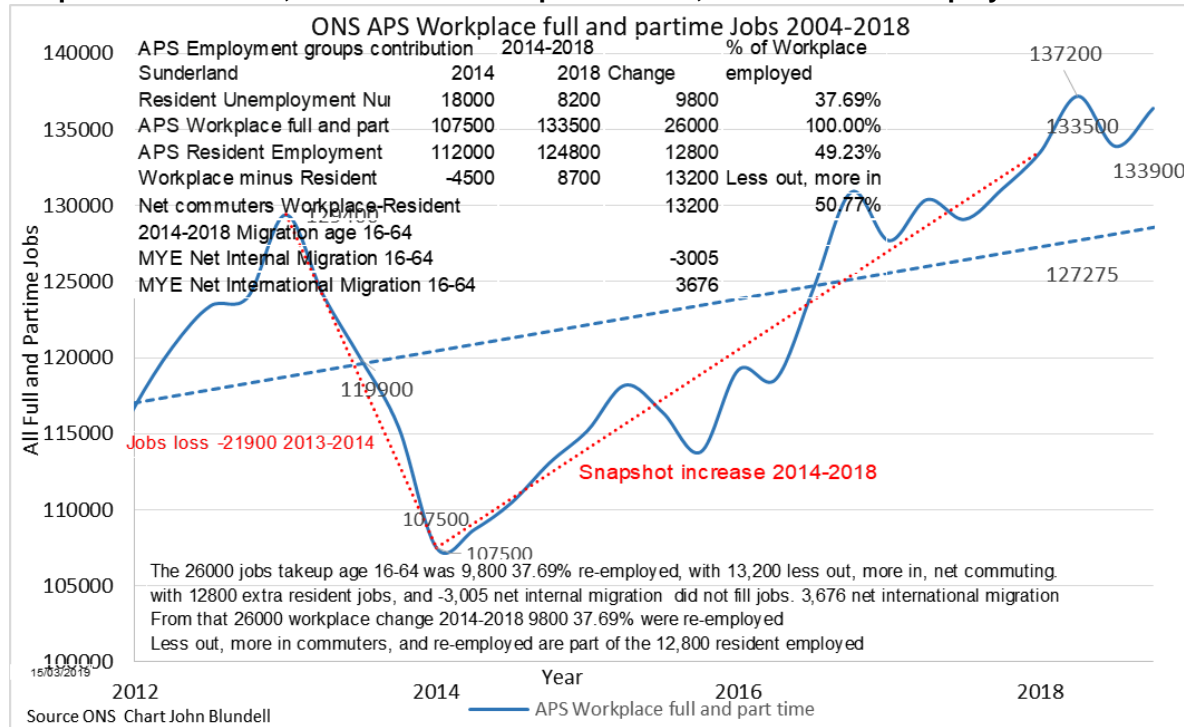 ONS APS Workplace full and partime Jobs 2004-2018
APS Employment groups contribution 2014-2018 % of Workplace
Sunderland 2014 2018 Change employed
Resident Unemployment Nu 18000 8200 9800 37.69%
APS Workplace full and part 107500 133500 26000 100.00%
APS Resident Employment 112000 124800 12800 49.23%
Workplace minus Resident -4500 8700 13200 Less out, more in
Net commuters Workplace-Resident 13200 50.77%
2014-2018 Migration age 16-64
MYE Net Internal Migration 16-64 -3005
MYE Net International Migration 16-64 3676
140000
135000
130000
125000
120000
115000
110000
105000
100000
All Full and Partime Jobs
137200
133500
133900
129400
127275
119900
Jobs loss -21900 2013-2014
Snapshot increase 2014-2018
107500
107500
The 26000 jobs takeup age 16-64 was 9,800 37.69% re-employed, with 13,200 less out, more in, net commuting.
with 12800 extra resident jobs, and -3,005 net internal migration did not fill jobs. 3,676 net international migration
From that 26000 workplace change 2014-2018 9800 37.69% were re-employed
Less out, more in commuters, and re-employed are part of the 12,800 resident employed
15/03/2019
Year
2012 2014 2016 2018
APS Workplace full and part time
Source ONS Chart John Blundell